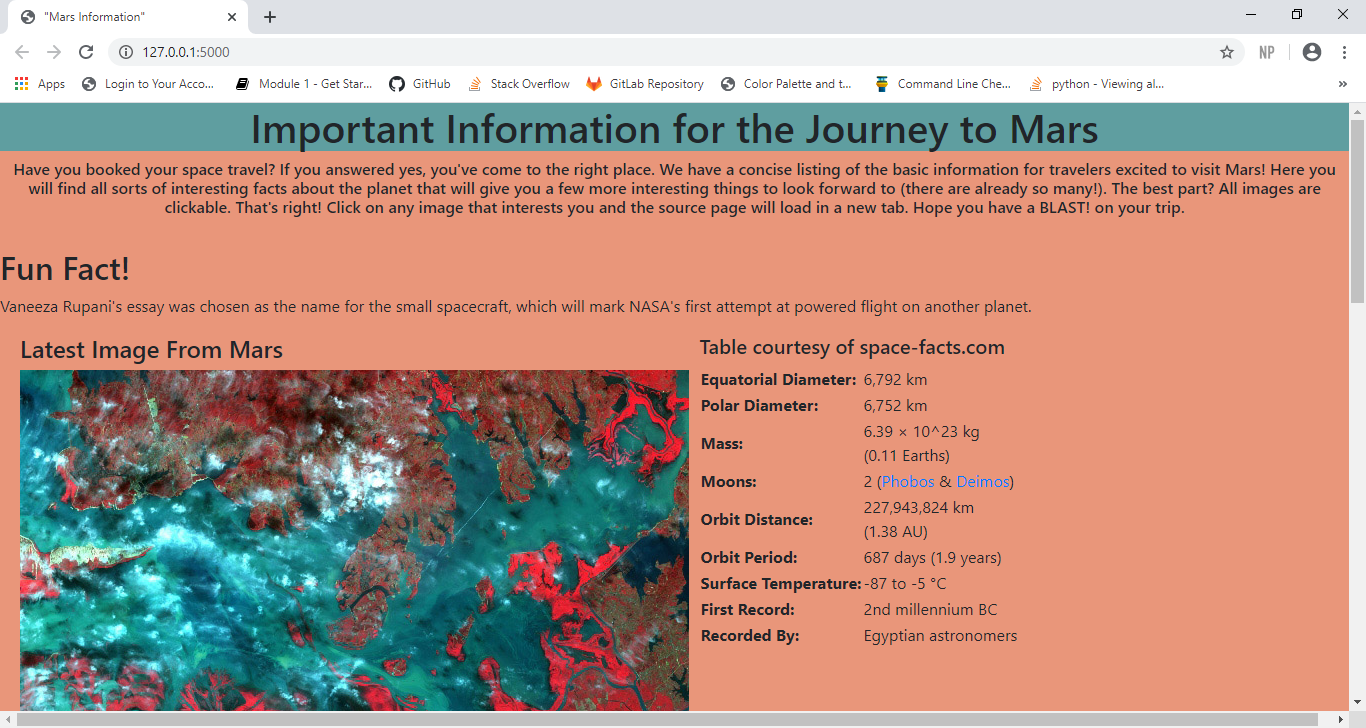 "Mars Information"
127.0.0.1:5000
NP
Apps
Login to Your Acco...
Module 1 - Get Star...
GitHub
Stack Overflow
GitLab Repository
Color Palette and t...
Command Line Che...
python - Viewing al...
»
Important Information for the Journey to Mars
Have you booked your space travel? If you answered yes, you've come to the right place. We have a concise listing of the basic information for travelers excited to visit Mars! Here you
will find all sorts of interesting facts about the planet that will give you a few more interesting things to look forward to (there are already so many!). The best part? All images are
clickable. That's right! Click on any image that interests you and the source page will load in a new tab. Hope you have a BLAST! on your trip.
Fun Fact!
Vaneeza Rupani's essay was chosen as the name for the small spacecraft, which will mark NASA's first attempt at powered flight on another planet.
Latest Image From Mars
Table courtesy of space-facts.com
Equatorial Diameter: 6,792 km
Polar Diameter: 6,752 km
Mass: 6.39 × 10^23 kg
(0.11 Earths)
Moons: 2 (Phobos & Deimos)
Orbit Distance: 227,943,824 km
(1.38 AU)
Orbit Period: 687 days (1.9 years)
Surface Temperature: -87 to -5 °C
First Record: 2nd millennium BC
Recorded By: Egyptian astronomers